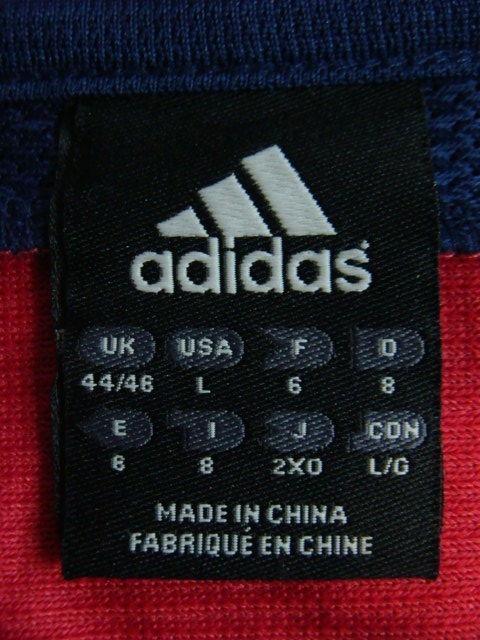 adidas
UK USA F D
44/46 L 6 8
E I J CDN
6 8 2XO L/G
MADE IN CHINA
FABRIQUÉ EN CHINE